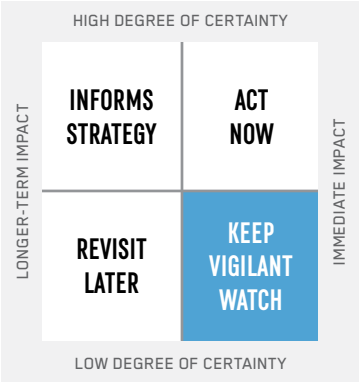 HIGH DEGREE OF CERTAINTY
LONGER-TERM IMPACT
INFORMS
STRATEGY
ACT
NOW
IMMEDIATE IMPACT
REVISIT
LATER
KEEP
VIGILANT
WATCH
LOW DEGREE OF CERTAINTY